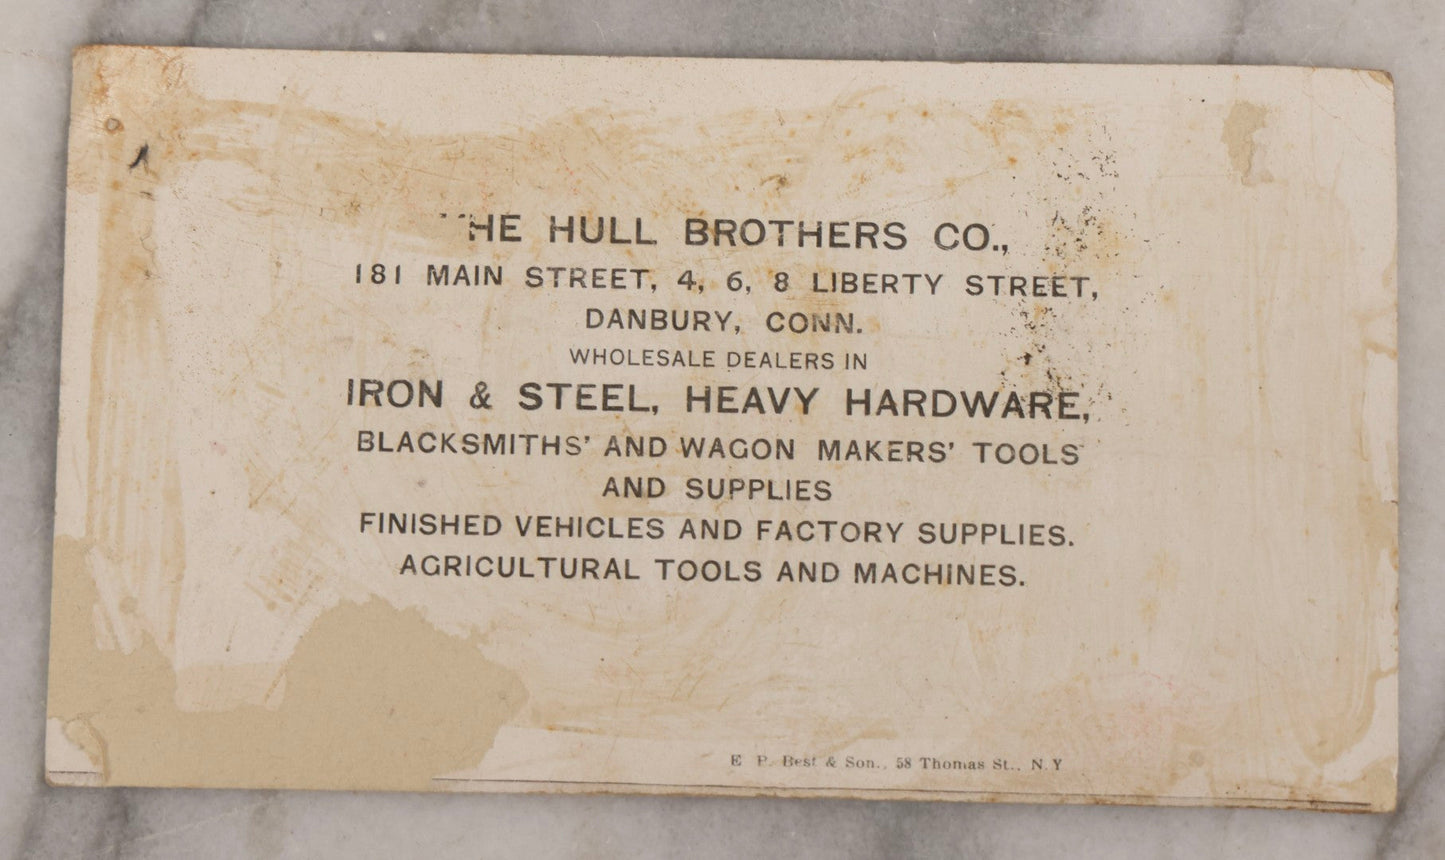 THE HULL BROTHERS CO.,
181 MAIN STREET, 4, 6, 8 LIBERTY STREET,
DANBURY, CONN.
WHOLESALE DEALERS IN
IRON & STEEL, HEAVY HARDWARE,
BLACKSMITHS' AND WAGON MAKERS' TOOLS
AND SUPPLIES
FINISHED VEHICLES AND FACTORY SUPPLIES.
AGRICULTURAL TOOLS AND MACHINES.
E. P. Best & Son., 58 Thomas St., N.Y